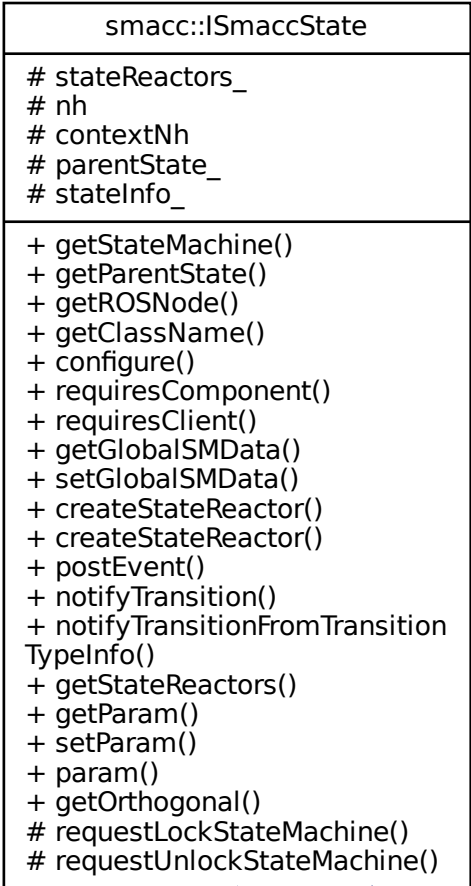 smacc::ISmaccState
# stateReactors_
# nh
# contextNh
# parentState_
# stateInfo_
+ getStateMachine()
+ getParentState()
+ getROSNode()
+ getClassName()
+ configure()
+ requiresComponent()
+ requiresClient()
+ getGlobalSMData()
+ setGlobalSMData()
+ createStateReactor()
+ createStateReactor()
+ postEvent()
+ notifyTransition()
+ notifyTransitionFromTransition
TypeInfo()
+ getStateReactors()
+ getParam()
+ setParam()
+ param()
+ getOrthogonal()
# requestLockStateMachine()
# requestUnlockStateMachine()